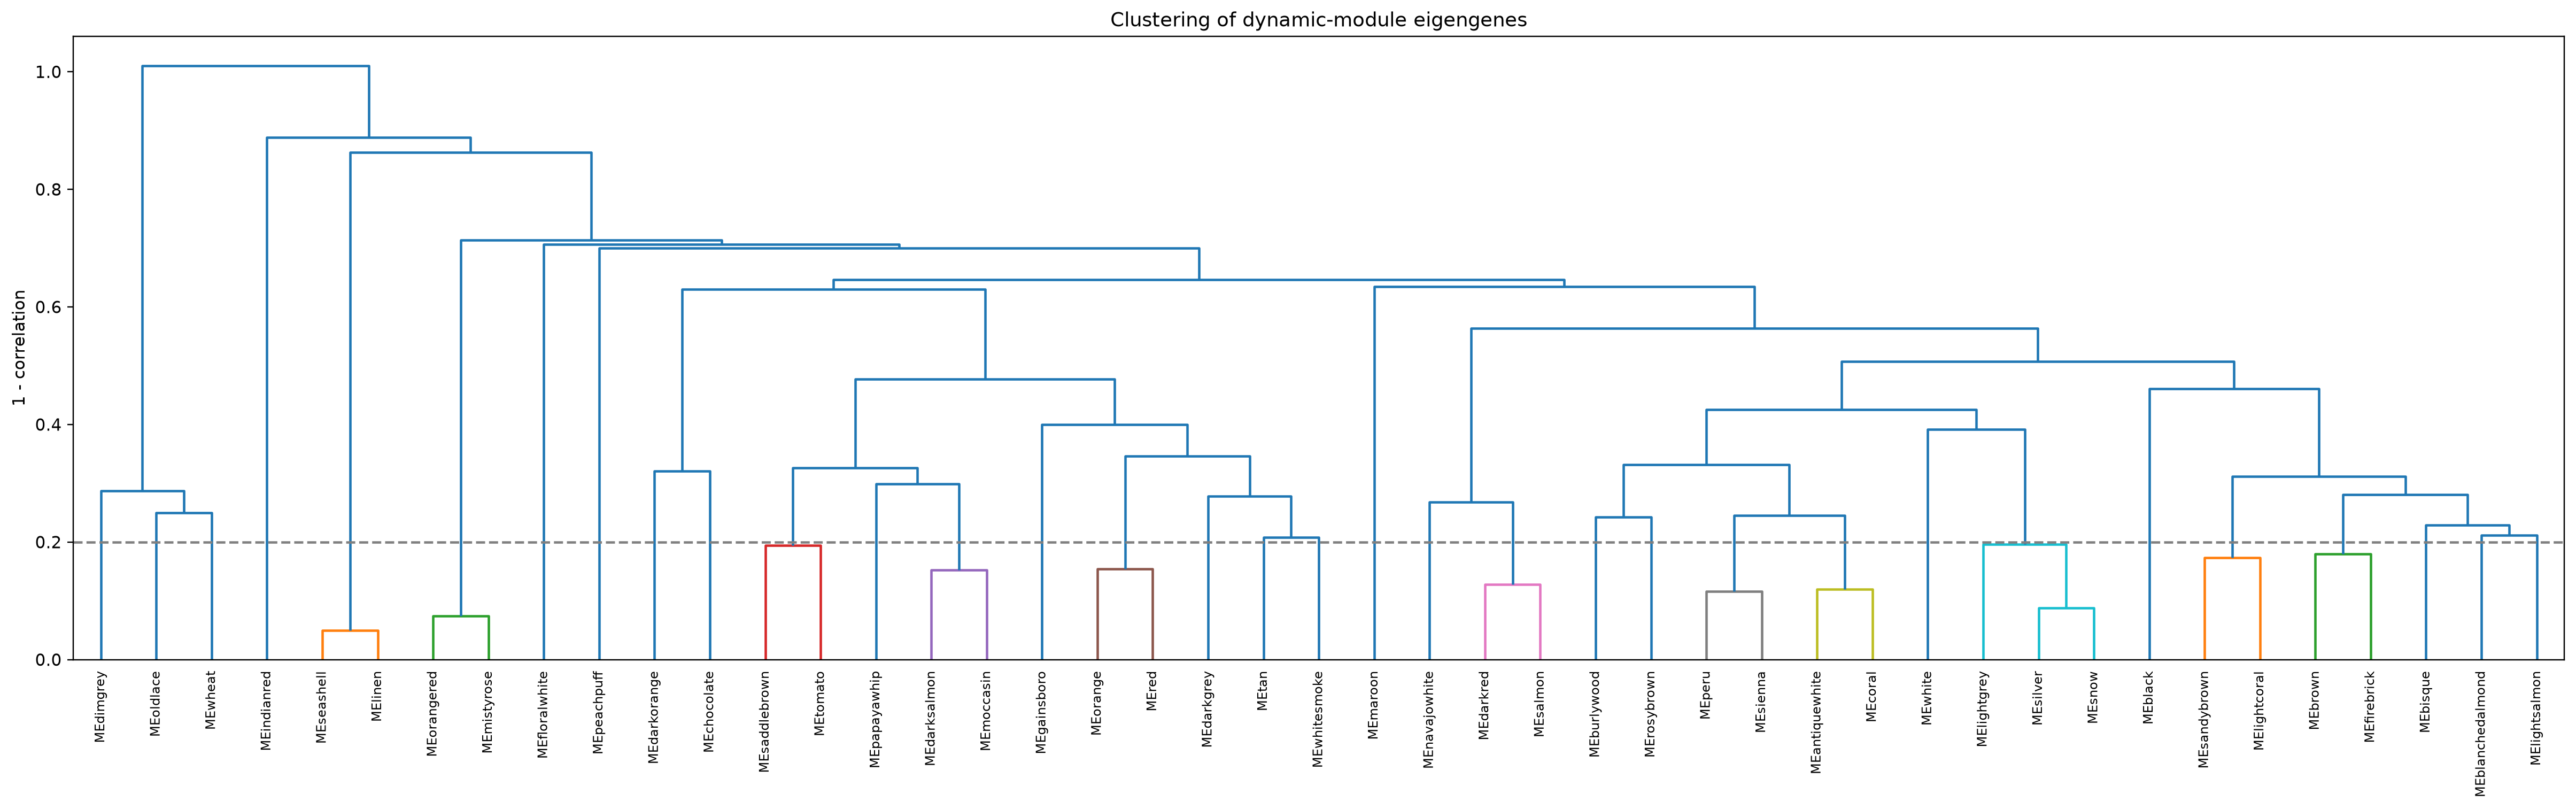 Clustering of dynamic-module eigengenes
1 - correlation
1.0
0.8
0.6
0.4
0.2
0.0
MEdimgrey
MEoldlace
MEwheat
MEindianred
MEseashell
MElinen
MEorangered
MEmistyrose
MEfloralwhite
MEpeachpuff
MEdarkorange
MEchocolate
MEsaddlebrown
MEtomato
MEpapayawhip
MEdarksalmon
MEmoccasin
MEgainsboro
MEorange
MEred
MEdarkgrey
MEtan
MEwhitesmoke
MEmaroon
MEnavajowhite
MEdarkred
MEsalmon
MEburlywood
MErosybrown
MEperu
MEsienna
MEantiquewhite
MEcoral
MEwhite
MElightgrey
MEsilver
MEsnow
MEblack
MEsandybrown
MElightcoral
MEbrown
MEfirebrick
MEbisque
MEblanchedalmond
MElightsalmon